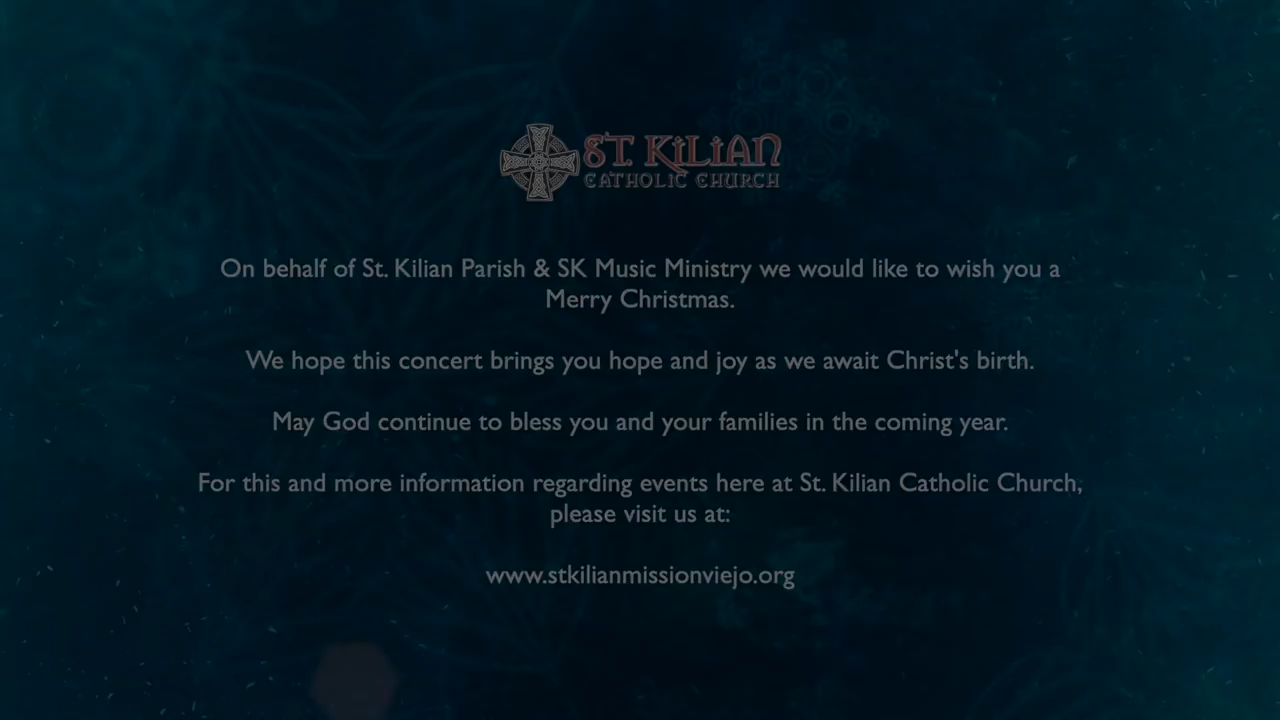 ST. KILIAN
CATHOLIC CHURCH
On behalf of St. Kilian Parish & SK Music Ministry we would like to wish you a
Merry Christmas.
We hope this concert brings you hope and joy as we await Christ's birth.
May God continue to bless you and your families in the coming year.
For this and more information regarding events here at St. Kilian Catholic Church,
please visit us at:
www.stkilianmissionviejo.org